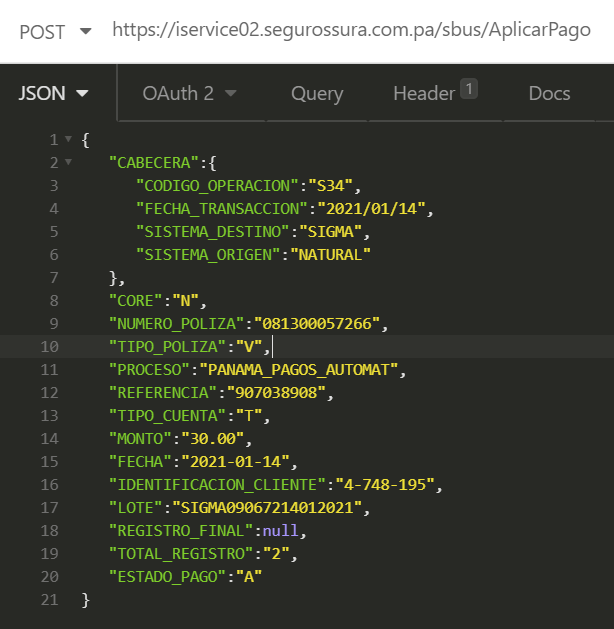 POST https://iservice02.segurossura.com.pa/sbus/AplicarPago
JSON OAuth 2 Query Header 1 Docs
1 {
2 "CABECERA":{
3 "CODIGO_OPERACION":"S34",
4 "FECHA_TRANSACCION":"2021/01/14",
5 "SISTEMA_DESTINO":"SIGMA",
6 "SISTEMA_ORIGEN":"NATURAL"
7 },
8 "CORE":"N",
9 "NUMERO_POLIZA":"081300057266",
10 "TIPO_POLIZA":"V",
11 "PROCESO":"PANAMA_PAGOS_AUTOMAT",
12 "REFERENCIA":"907038908",
13 "TIPO_CUENTA":"T",
14 "MONTO":"30.00",
15 "FECHA":"2021-01-14",
16 "IDENTIFICACION_CLIENTE":"4-748-195",
17 "LOTE":"SIGMA09067214012021",
18 "REGISTRO_FINAL":null,
19 "TOTAL_REGISTRO":"2",
20 "ESTADO_PAGO":"A"
21 }